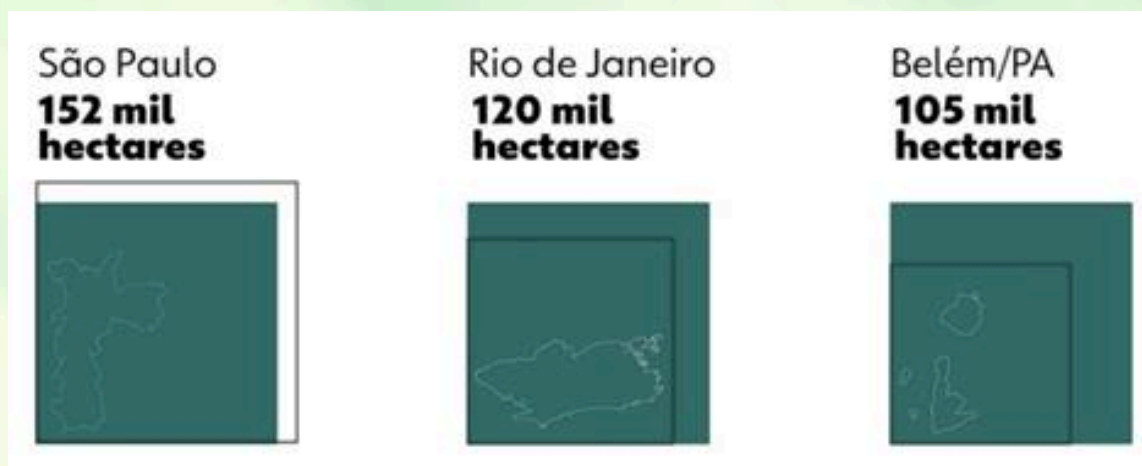 São Paulo
152 mil
hectares
Rio de Janeiro
120 mil
hectares
Belém/PA
105 mil
hectares